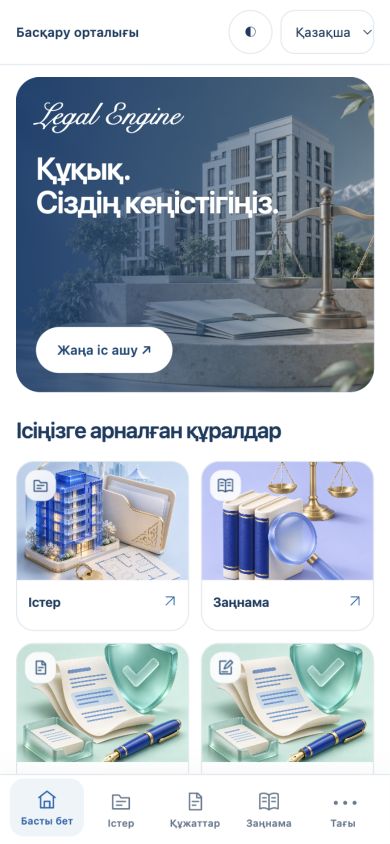 Басқару орталығы
Қазақша
Legal Engine
Құқық.
Сіздің кеңістігіңіз.
Жаңа іс ашу ↗
Ісіңізге арналған құралдар
Істер
Заңнама
Басты бет
Істер
Құжаттар
Заңнама
Тағы